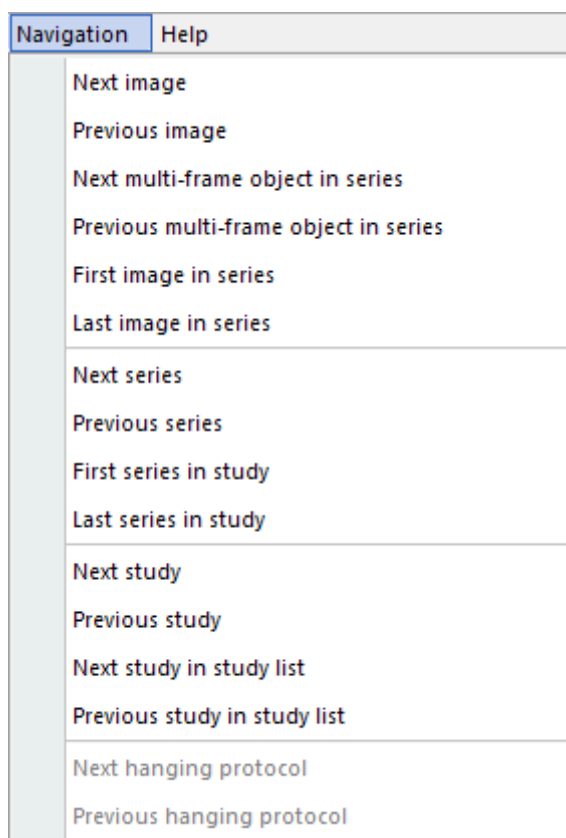 Navigation Help
Next image
Previous image
Next multi-frame object in series
Previous multi-frame object in series
First image in series
Last image in series
Next series
Previous series
First series in study
Last series in study
Next study
Previous study
Next study in study list
Previous study in study list
Next hanging protocol
Previous hanging protocol